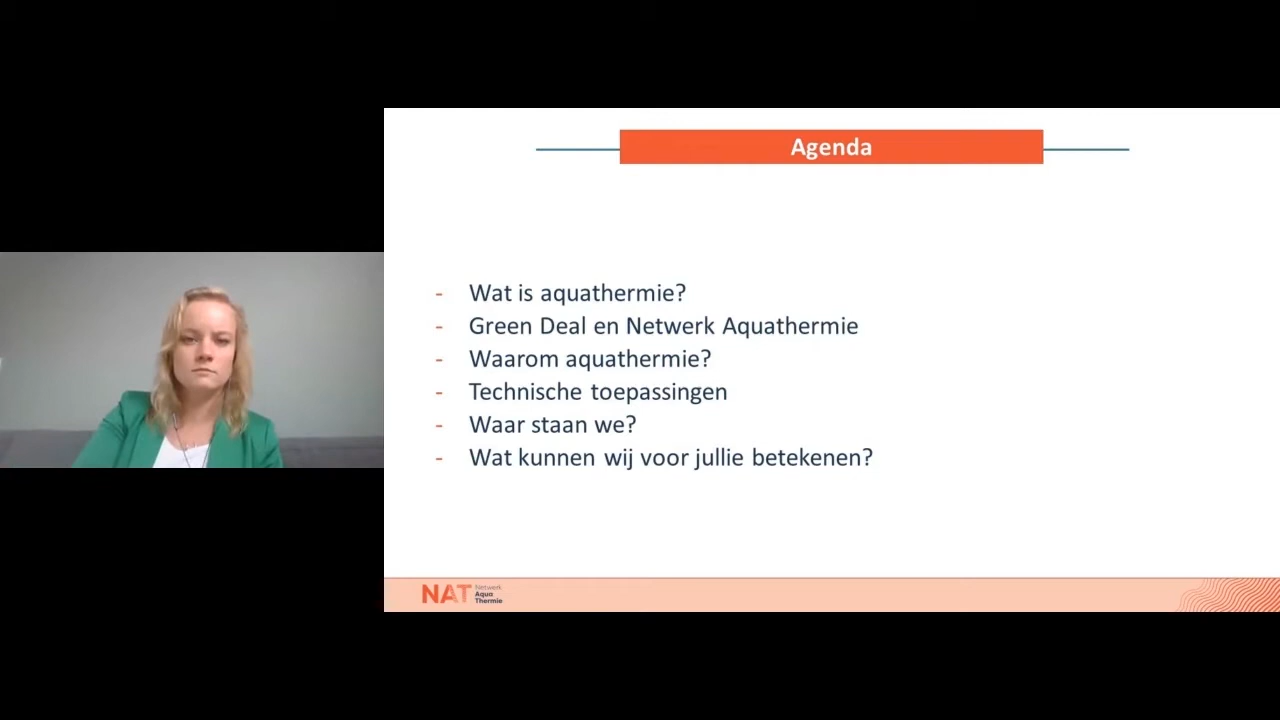 Agenda
- Wat is aquathermie?
- Green Deal en Netwerk Aquathermie
- Waarom aquathermie?
- Technische toepassingen
- Waar staan we?
- Wat kunnen wij voor jullie betekenen?
NAT Netwerk
Aqua
Thermie